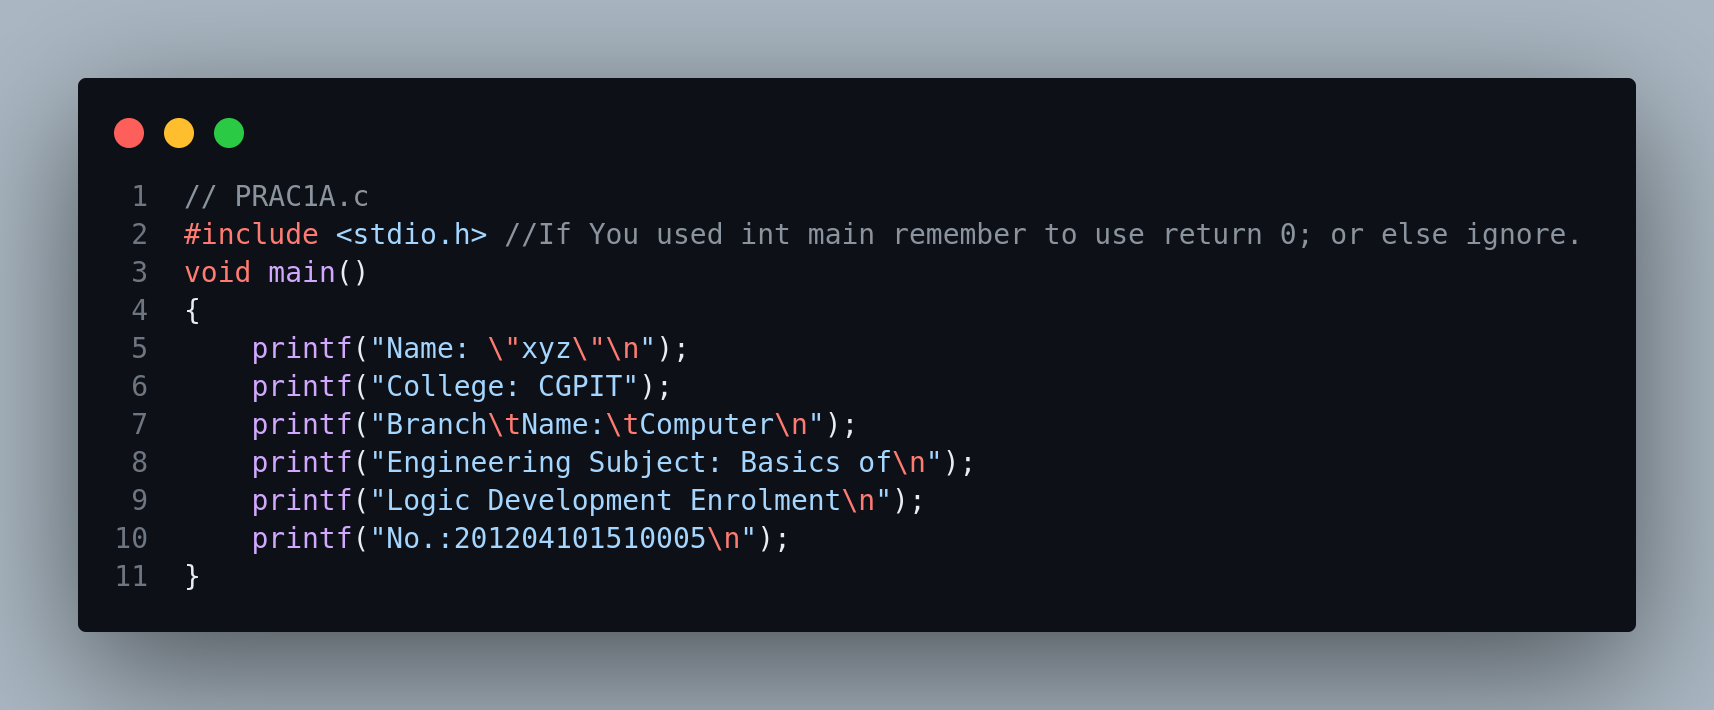 1 // PRAC1A.c
2 #include <stdio.h> //If You used int main remember to use return 0; or else ignore.
3 void main()
4 {
5     printf("Name: \"xyz\"\n");
6     printf("College: CGPIT");
7     printf("Branch\tName:\tComputer\n");
8     printf("Engineering Subject: Basics of\n");
9     printf("Logic Development Enrolment\n");
10     printf("No.:201204101510005\n");
11 }